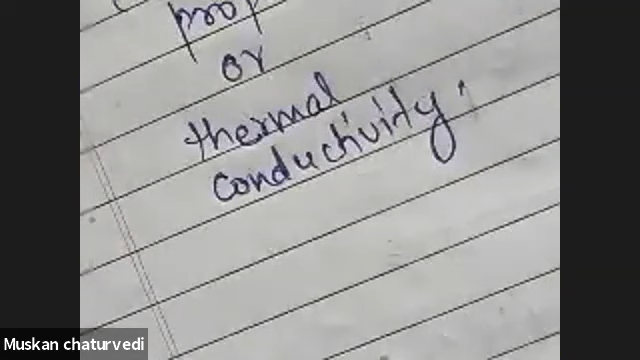 or
thermal
conductivity.
Muskan chaturvedi